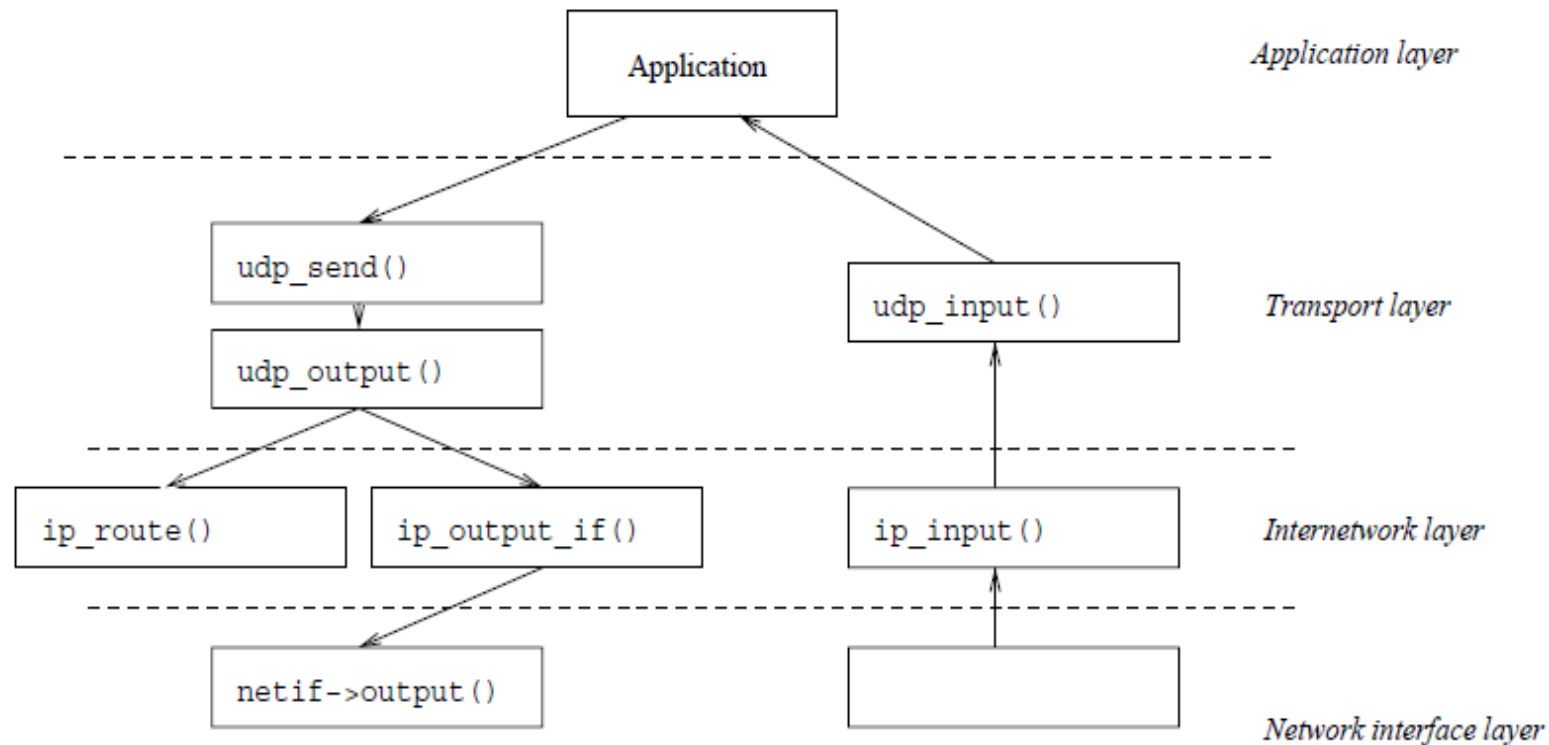 Application
Application layer
udp_send()
udp_input()
Transport layer
udp_output()
ip_route()
ip_output_if()
ip_input()
Internetwork layer
netif->output()
Network interface layer